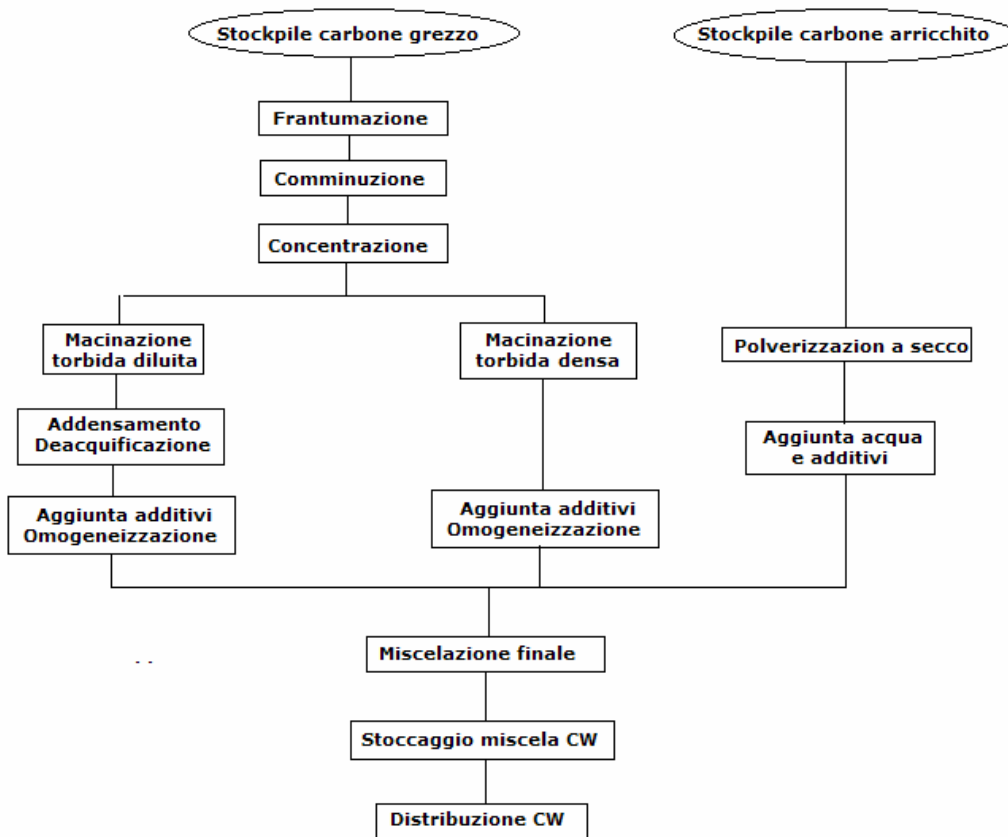 Stockpile carbone grezzo
Stockpile carbone arricchito
Frantumazione
Comminuzione
Concentrazione
Macinazione
torbida diluita
Macinazione
torbida densa
Polverizzazion a secco
Addensamento
Deacquificazione
Aggiunta acqua
e additivi
Aggiunta additivi
Omogeneizzazione
Aggiunta additivi
Omogeneizzazione
Miscelazione finale
Stoccaggio miscela CW
Distribuzione CW